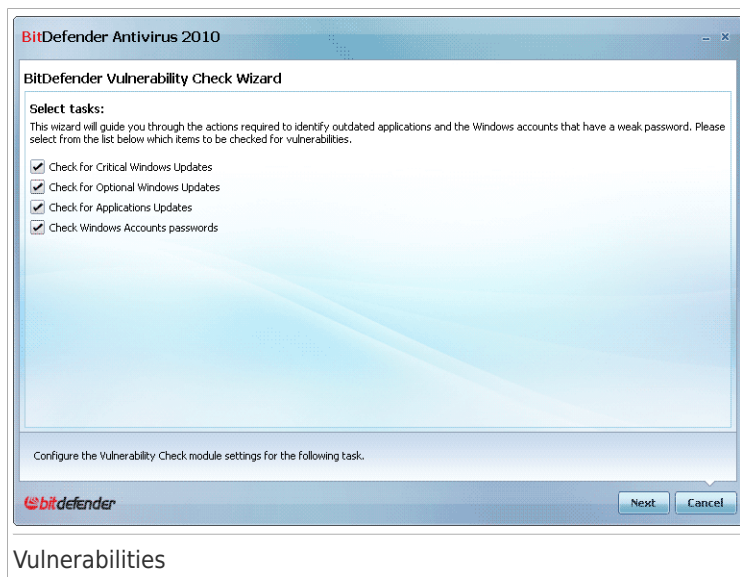 BitDefender Antivirus 2010
BitDefender Vulnerability Check Wizard
Select tasks:
This wizard will guide you through the actions required to identify outdated applications and the Windows accounts that have a weak password. Please
select from the list below which items to be checked for vulnerabilities.
Check for Critical Windows Updates
Check for Optional Windows Updates
Check for Applications Updates
Check Windows Accounts passwords
Configure the Vulnerability Check module settings for the following task.
bitdefender
Next Cancel
Vulnerabilities